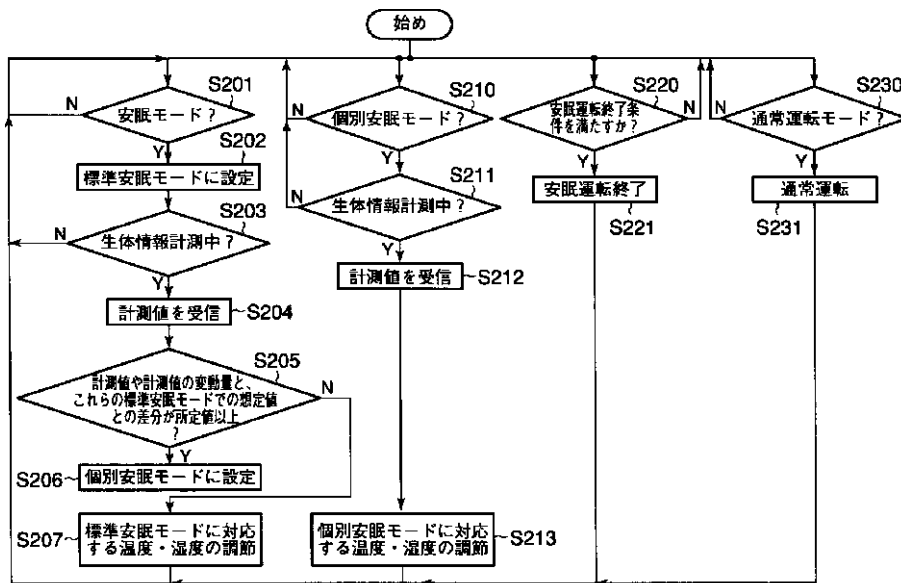 始め
S201
N
安眠モード?
Y
S202
標準安眠モードに設定
S203
N
生体情報計測中?
Y
計測値を受信
S204
S205
計測値や計測値の変動量と、
これらの標準安眠モードでの想定値
との差分が所定値以上
?
N
Y
S206
個別安眠モードに設定
S207
標準安眠モードに対応
する温度・湿度の調節
S210
N
個別安眠モード?
Y
S211
N
生体情報計測中?
Y
計測値を受信
S212
個別安眠モードに対応
する温度・湿度の調節
S213
S220
安眠運転終了条
件を満たすか?
N
Y
安眠運転終了
S221
S230
N
通常運転モード?
Y
通常運転
S231